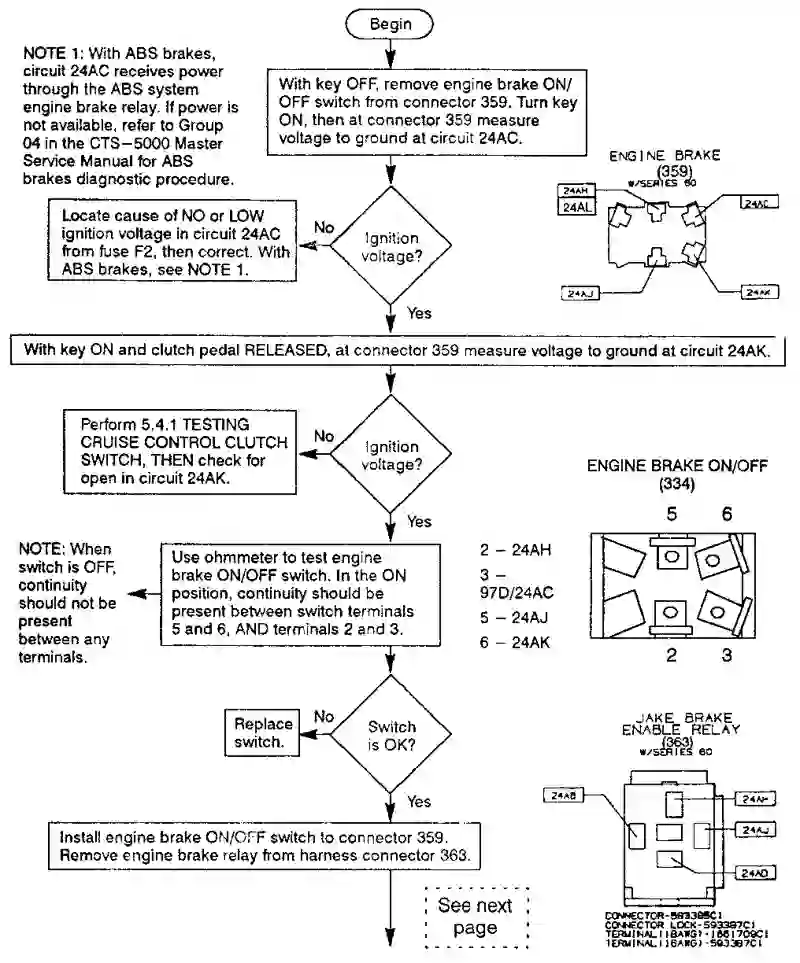 Begin
NOTE 1: With ABS brakes,
circuit 24AC receives power
through the ABS system
engine brake relay. If power is
not available, refer to Group
04 in the CTS-5000 Master
Service Manual for ABS
brakes diagnostic procedure.
With key OFF, remove engine brake ON/
OFF switch from connector 359. Turn key
ON, then at connector 359 measure
voltage to ground at circuit 24AC.
ENGINE BRAKE
(359)
W/SERIES 60
24AH
24AL
24AC
24AJ
24AK
Locate cause of NO or LOW
ignition voltage in circuit 24AC
from fuse F2, then correct. With
ABS brakes, see NOTE 1.
No
Ignition
voltage?
Yes
With key ON and clutch pedal RELEASED, at connector 359 measure voltage to ground at circuit 24AK.
Perform 5.4.1 TESTING
CRUISE CONTROL CLUTCH
SWITCH, THEN check for
open in circuit 24AK.
No
Ignition
voltage?
Yes
ENGINE BRAKE ON/OFF
(334)
5 6
2 3
2 – 24AH
3 –
97D/24AC
5 – 24AJ
6 – 24AK
NOTE: When
switch is OFF,
continuity
should not be
present
between any
terminals.
Use ohmmeter to test engine
brake ON/OFF switch. In the ON
position, continuity should be
present between switch terminals
5 and 6, AND terminals 2 and 3.
Replace
switch.
No
Switch
is OK?
Yes
JAKE BRAKE
ENABLE RELAY
(363)
W/SERIES 60
24AB
24AH
24AJ
24AD
CONNECTOR-593385C1
CONNECTOR LOCK-593387C1
TERMINAL(18AWG)-1661709C1
TERMINAL(16AWG)-593387C1
Install engine brake ON/OFF switch to connector 359.
Remove engine brake relay from harness connector 363.
See next
page